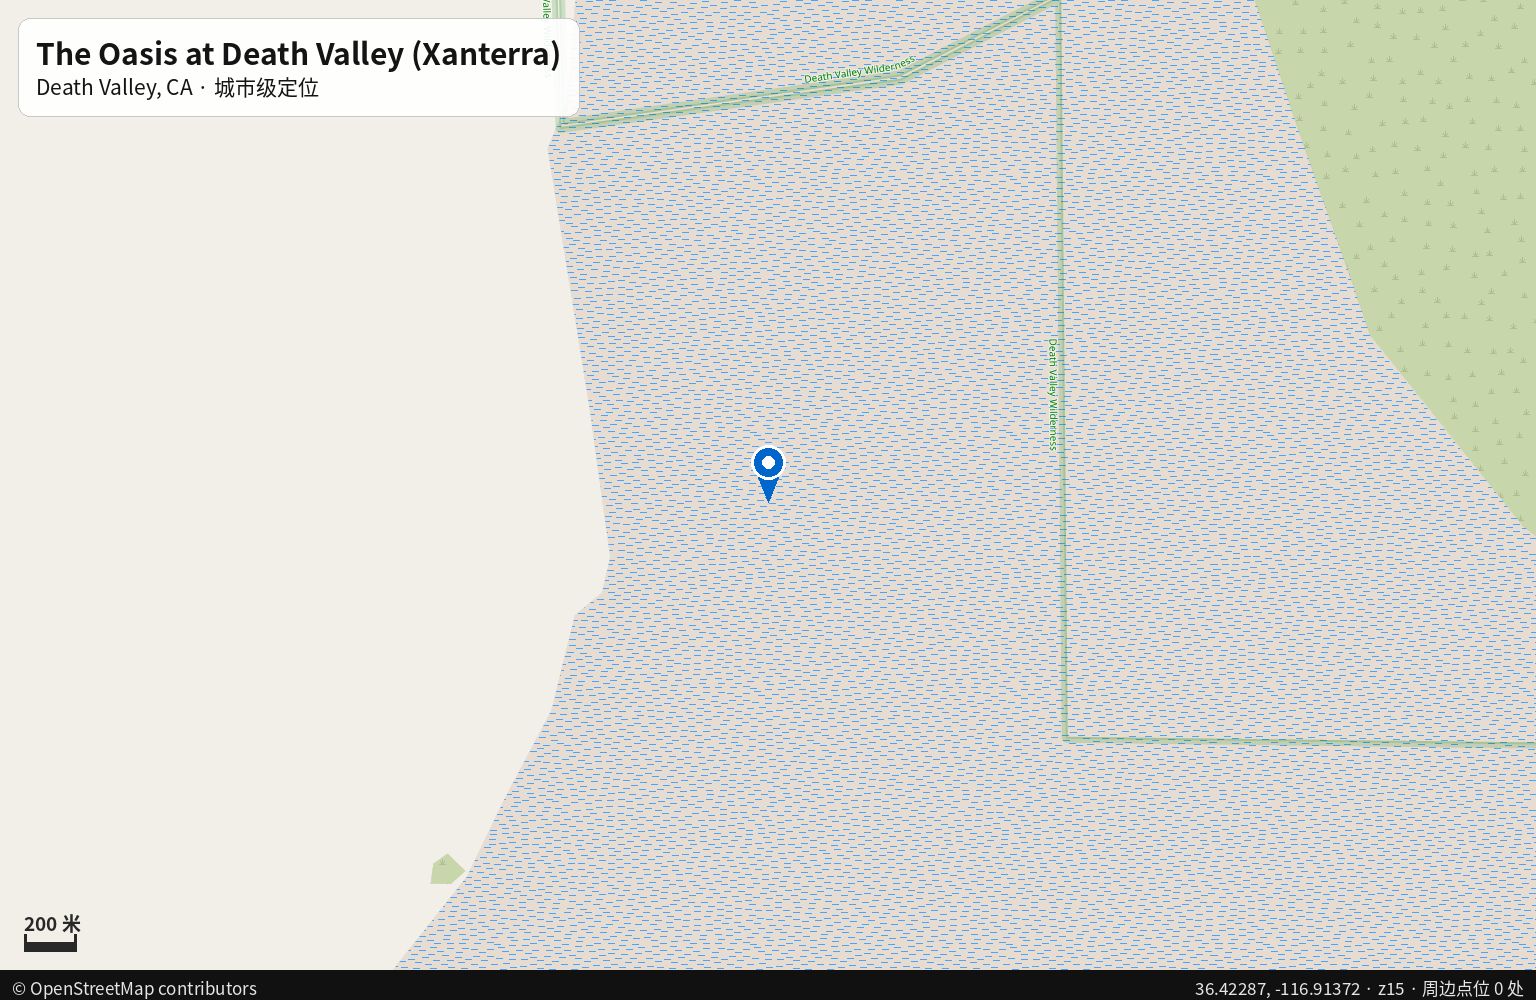 The Oasis at Death Valley (Xanterra)
Death Valley, CA · 城市级定位
Death Valley Wilderness
Death Valley Wilderness
200 米
© OpenStreetMap contributors
36.42287, -116.91372 · z15 · 周边点位 0 处